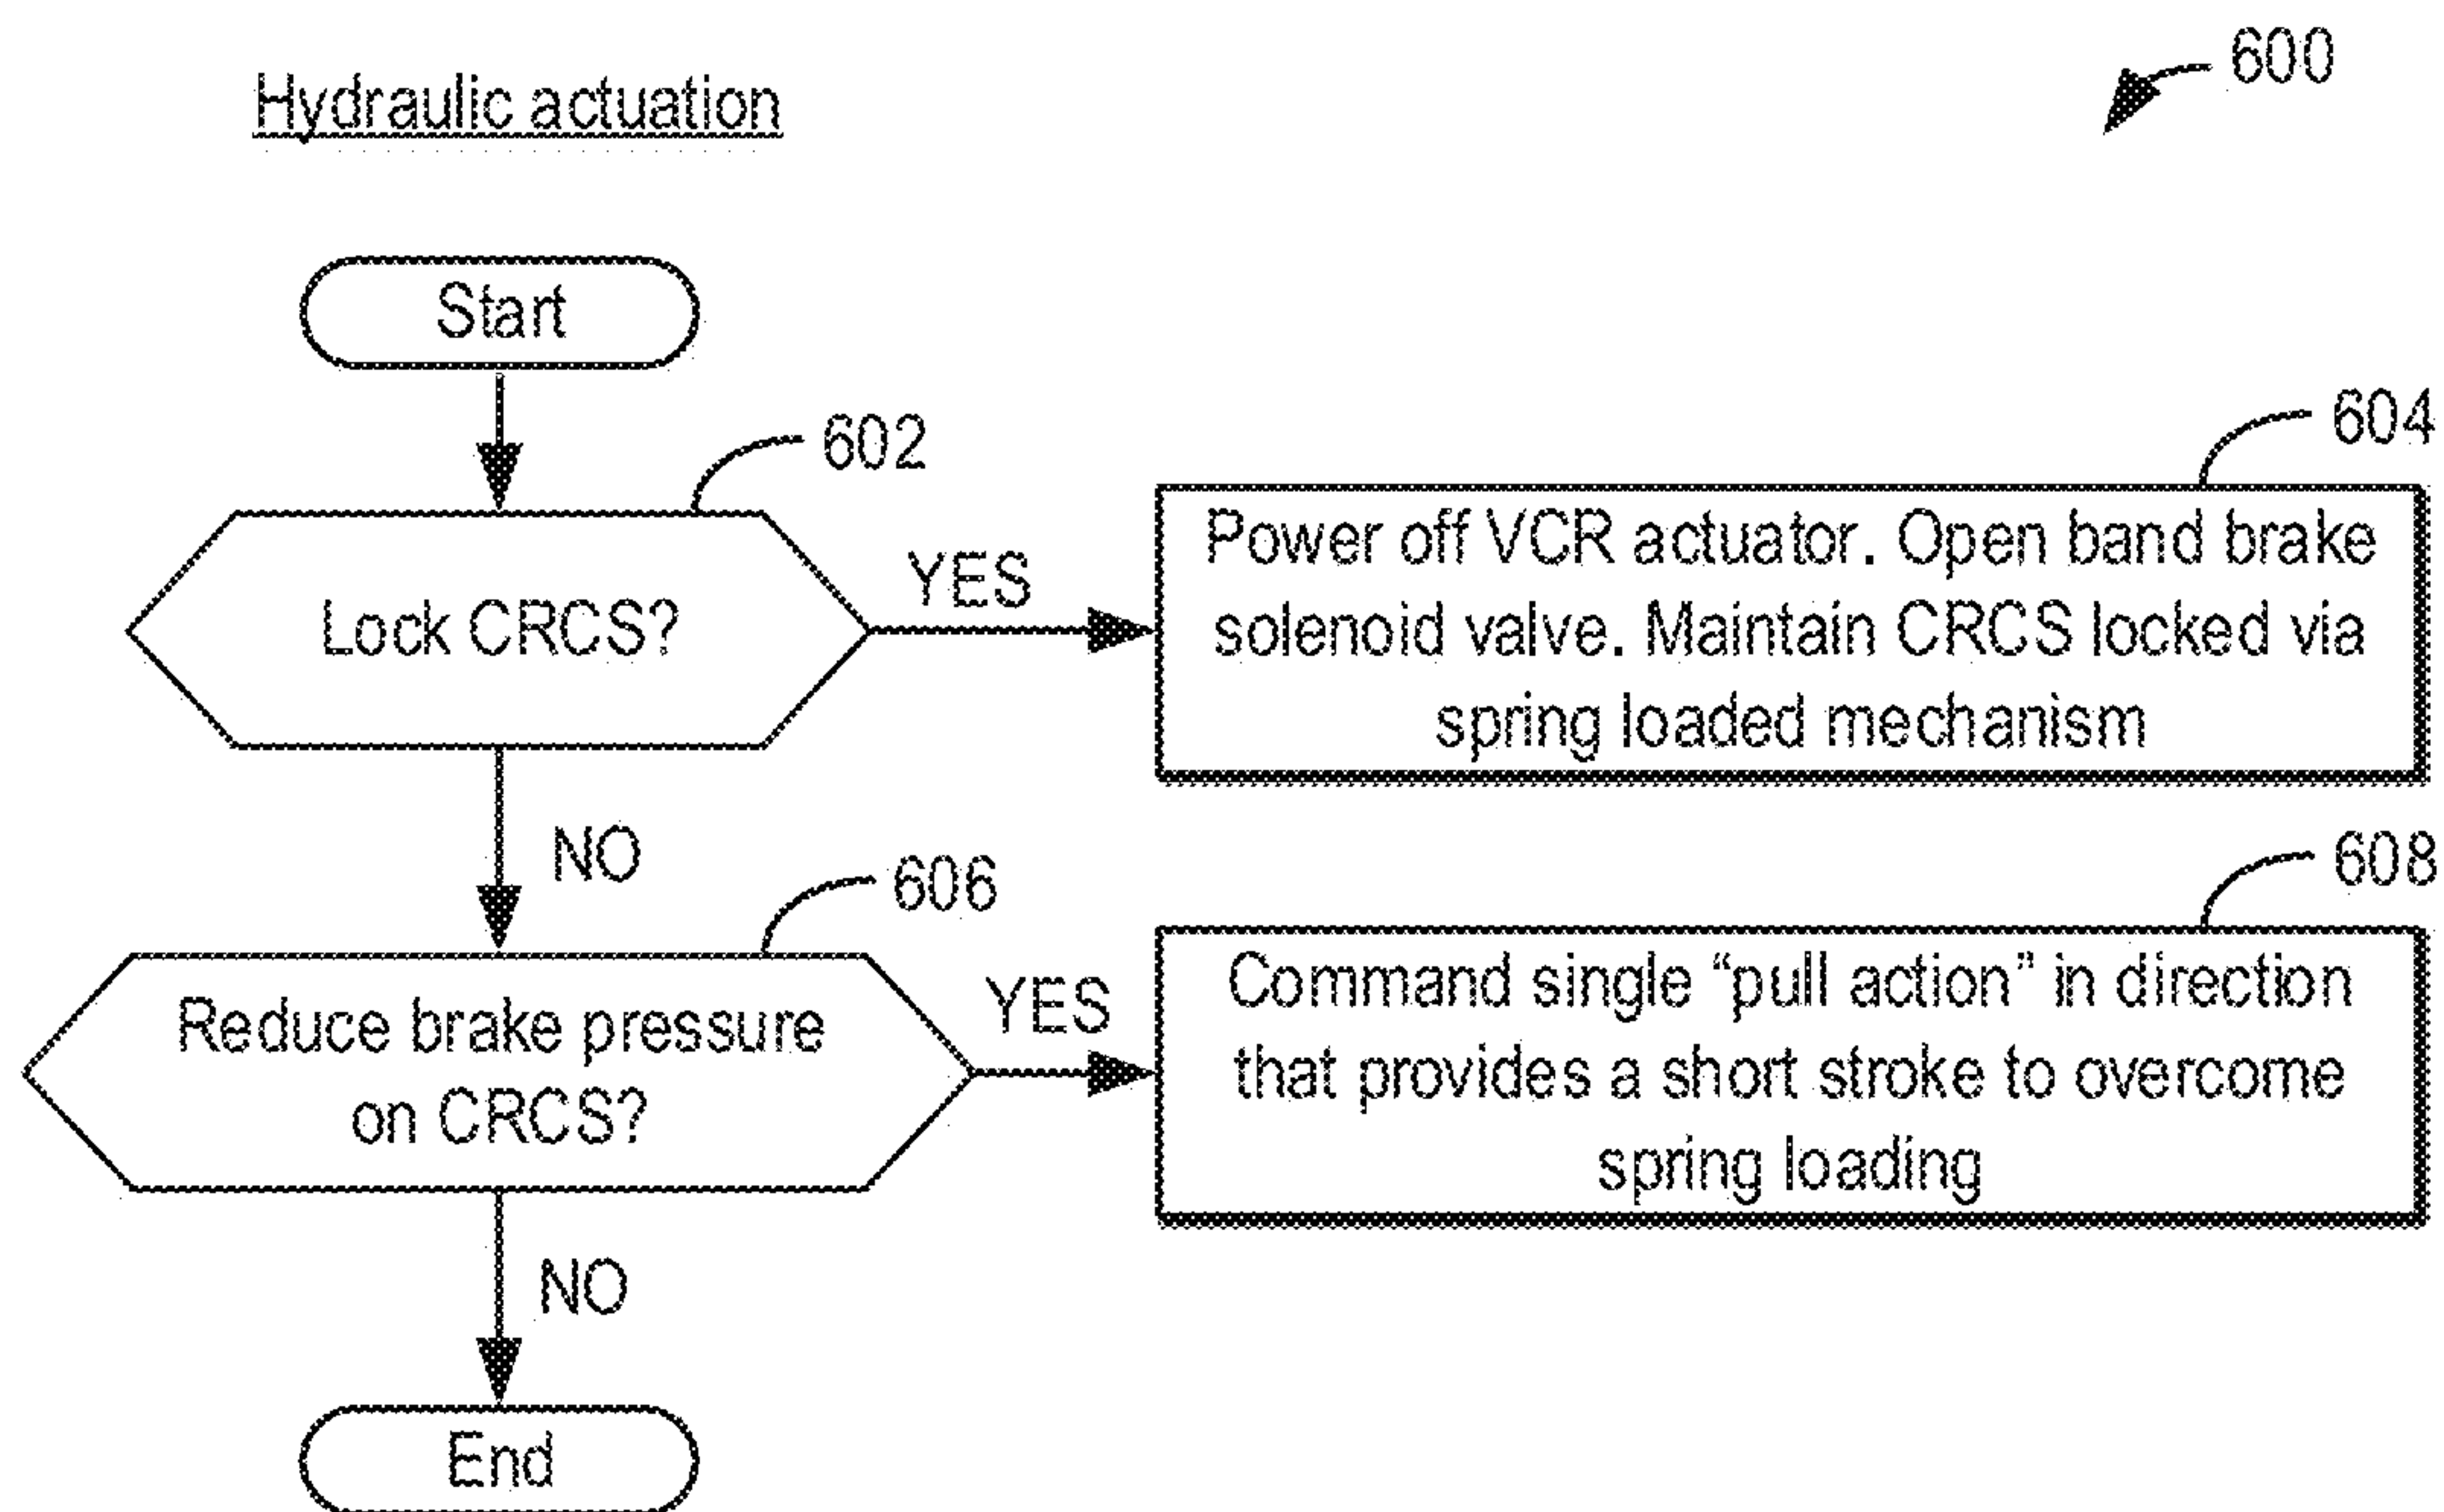 600
Hydraulic actuation
Start
602
604
Lock CRCS?
YES
Power off VCR actuator. Open band brake
solenoid valve. Maintain CRCS locked via
spring loaded mechanism
NO
606
608
Reduce brake pressure
on CRCS?
YES
Command single “pull action” in direction
that provides a short stroke to overcome
spring loading
NO
End